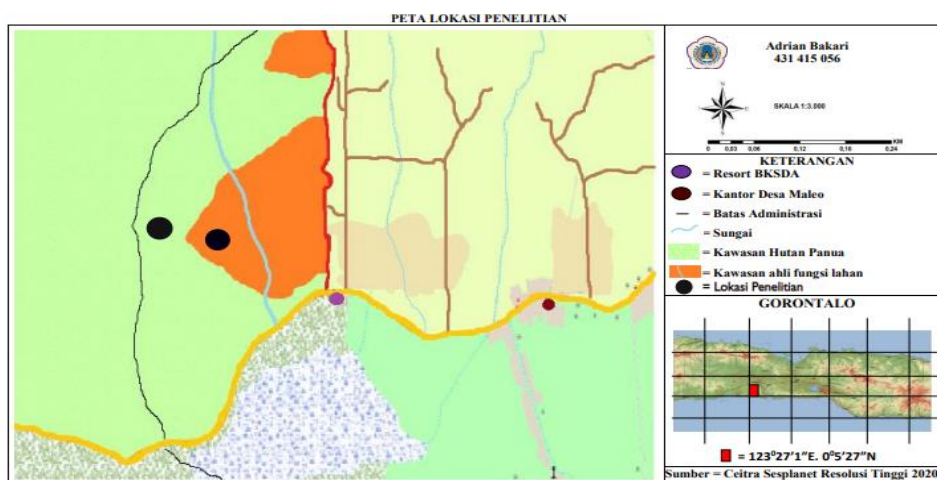 PETA LOKASI PENELITIAN
Adrian Bakari
431 415 056
SKALA 1:3.000
KM
0 0,03 0,06 0,12 0,18 0,24
KETERANGAN
= Resort BKSDA
= Kantor Desa Maleo
= Batas Administrasi
= Sungai
= Kawasan Hutan Panua
= Kawasan ahli fungsi lahan
= Lokasi Penelitian
GORONTALO
= 123⁰27'1"E. 0⁰5'27"N
Sumber = Ceitra Sesplanet Resolusi Tinggi 2020